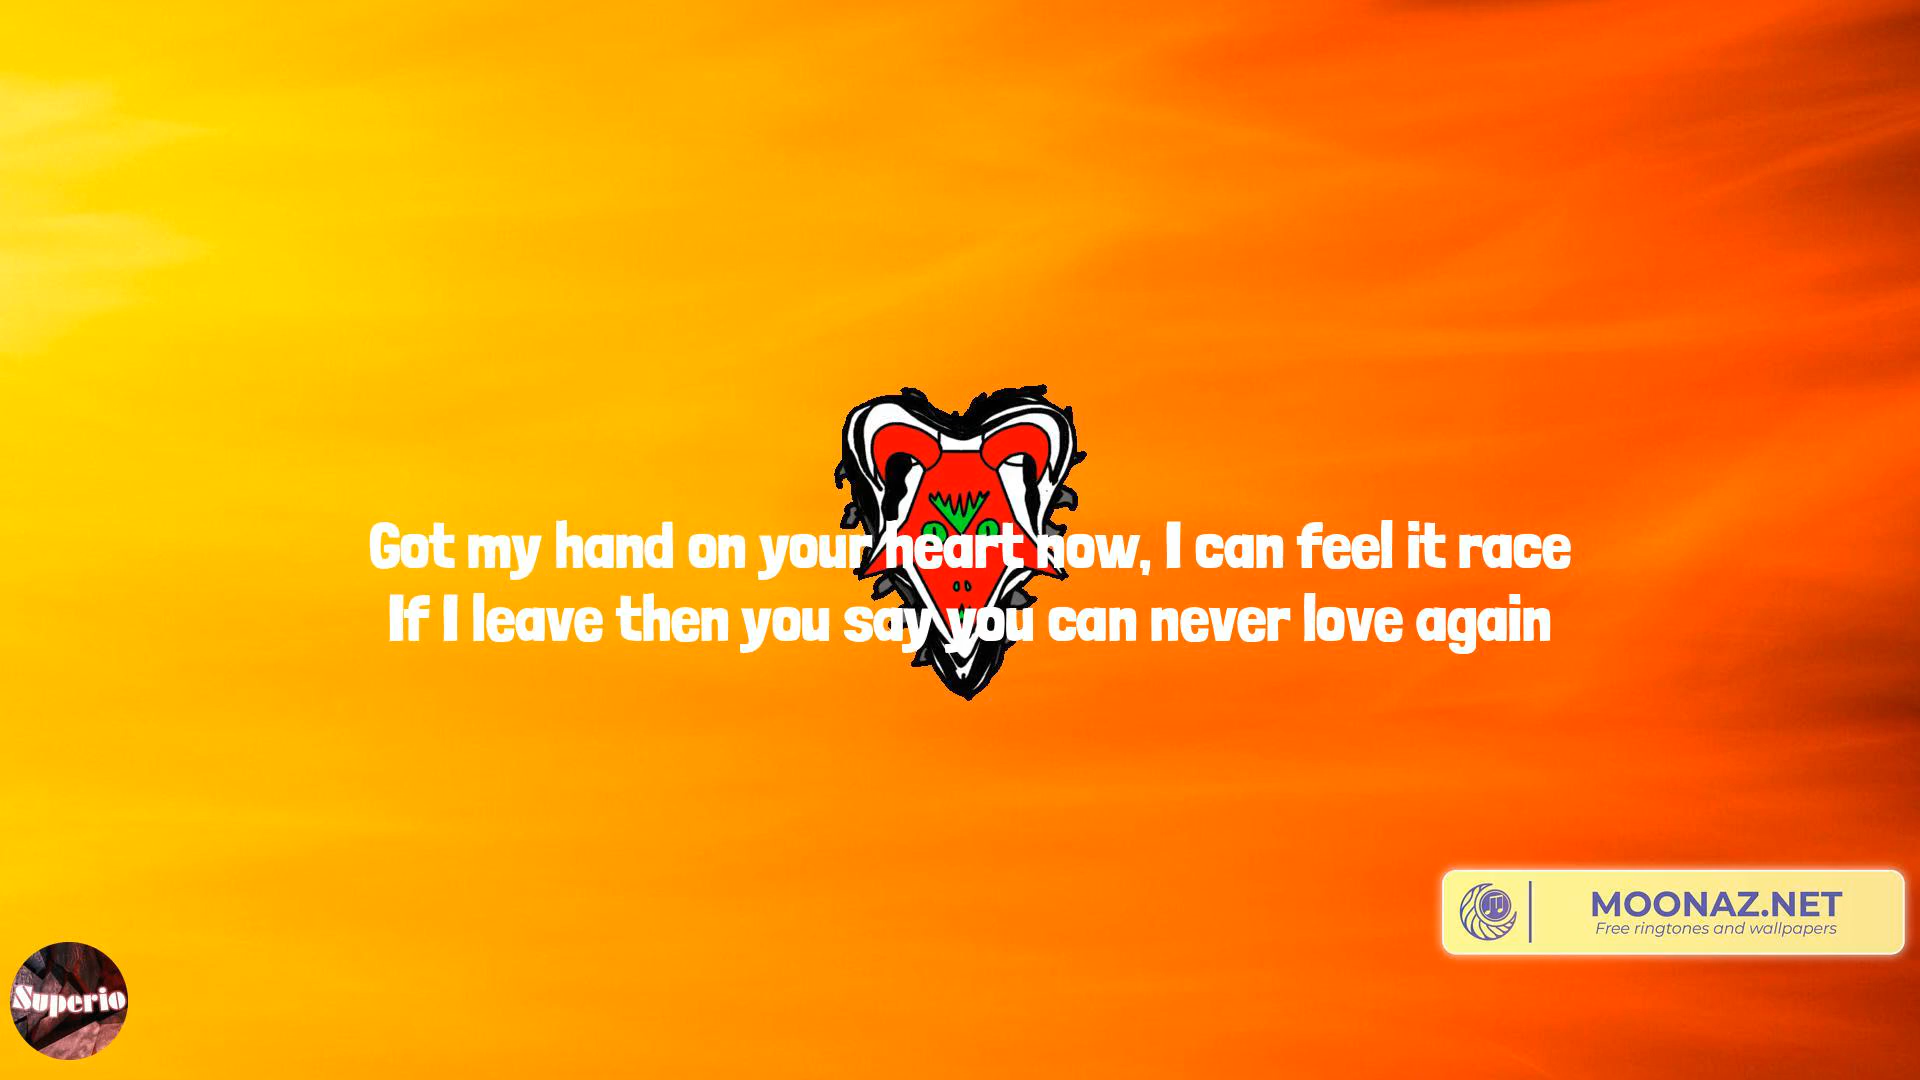 Got my hand on your heart now, I can feel it race
If I leave then you say you can never love again
MOONAZ.NET
Free ringtones and wallpapers
Superio